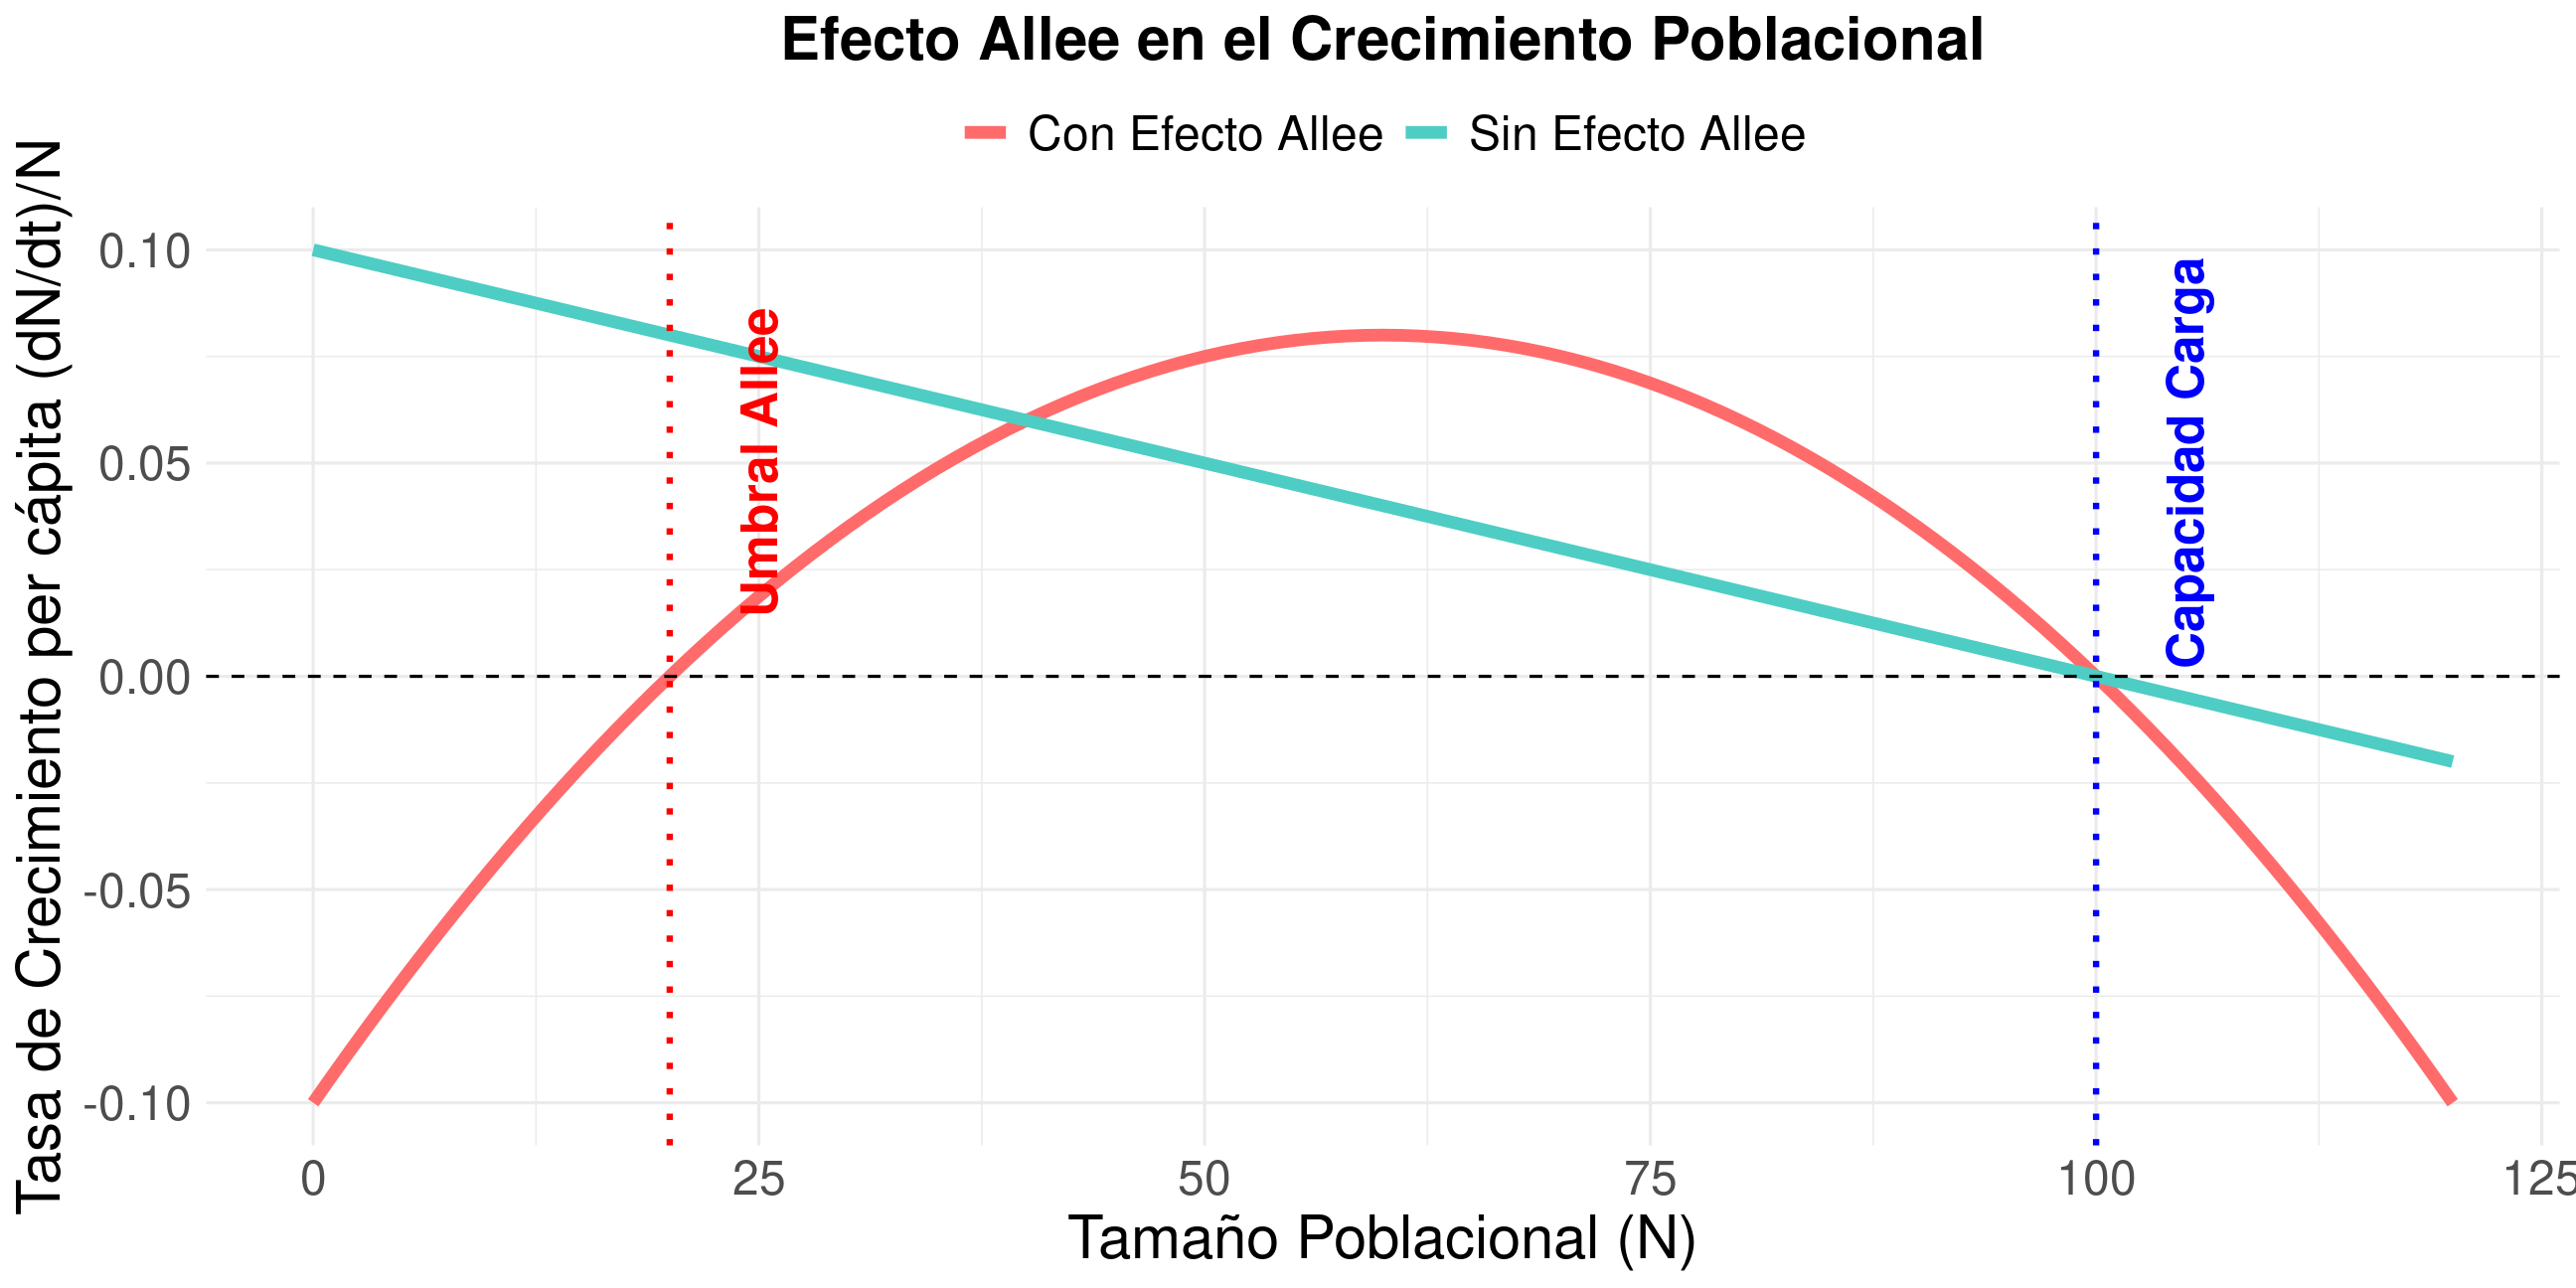 Efecto Allee en el Crecimiento Poblacional
Con Efecto Allee
Sin Efecto Allee
Tasa de Crecimiento per cápita (dN/dt)/N
0.10
0.05
0.00
-0.05
-0.10
Umbral Allee
Capacidad Carga
0
25
50
75
100
125
Tamaño Poblacional (N)